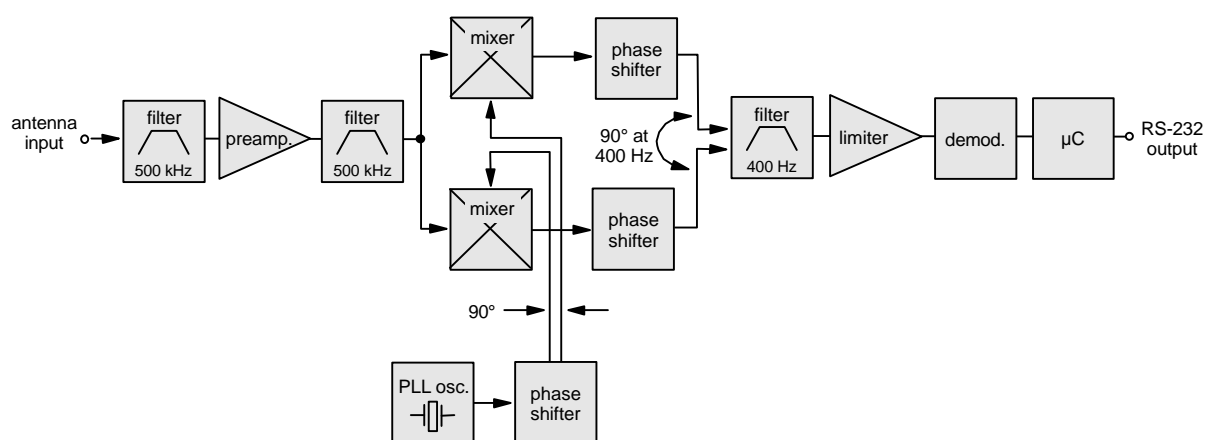 antenna
input
filter
500 kHz
preamp.
filter
500 kHz
mixer
phase
shifter
mixer
phase
shifter
90° at
400 Hz
filter
400 Hz
limiter
demod.
µC
RS-232
output
90°
PLL osc.
phase
shifter